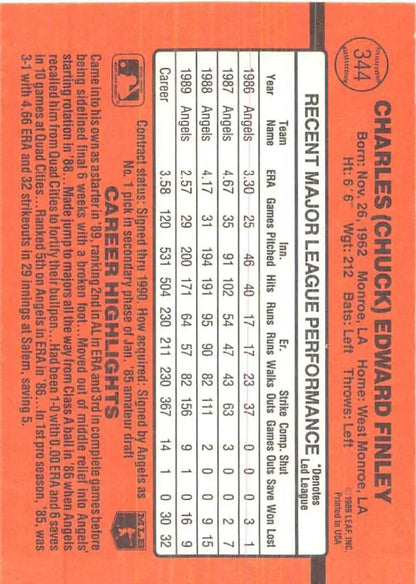 344
CHARLES (CHUCK) EDWARD FINLEY
Born: Nov. 26, 1962 Monroe, LA Home: West Monroe, LA
Ht: 6' 6" Wgt: 212 Bats: Left Throws: Left
©1989 LEAF, INC.
Printed in USA
RECENT MAJOR LEAGUE PERFORMANCE *Denotes Led League
Team Inn. Er. Strike Comp. Shut
Year Name ERA Games Pitched Hits Runs Runs Walks Outs Games Outs Save Won Lost
1986 Angels 3.30 25 46 40 17 17 23 37 0 0 0 3 1
1987 Angels 4.67 35 91 102 54 47 43 63 3 0 0 2 7
1988 Angels 4.17 31 194 191 95 90 82 111 2 0 0 9 15
1989 Angels 2.57 29 200 171 64 57 82 156 9 1 0 16 9
Career 3.58 120 531 504 230 211 230 367 14 1 0 30 32
Contract status: Signed thru 1990. How acquired: Signed by Angels as
No. 1 pick in secondary phase of Jan. '85 amateur draft
MLB
CAREER HIGHLIGHTS
Came into his own as a starter in '89, ranking 2nd in AL in ERA and 3rd in complete games before
being sidelined final 6 weeks with a broken foot...Moved out of middle relief into Angels'
starting rotation in '88...Made jump to majors all the way from Class A ball in '86 when Angels
recalled him from Quad Cities to fortify their bullpen...Had been 1-0 with 0.00 ERA and 6 saves
in 10 games at Quad Cities...Ranked 5th on Angels in ERA in '86...In 1st pro season, '85, was
3-1 with 4.66 ERA and 32 strikeouts in 29 innings at Salem, saving 5.